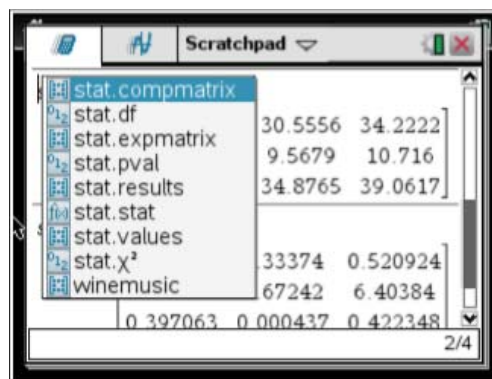 Scratchpad
stat.compmatrix
stat.df
stat.expmatrix
stat.pval
stat.results
stat.stat
stat.values
stat.χ²
winemusic
30.5556 34.2222
9.5679 10.716
34.8765 39.0617
.33374 0.520924
.67242 6.40384
0.397063 0.000437 0.422348
2/4